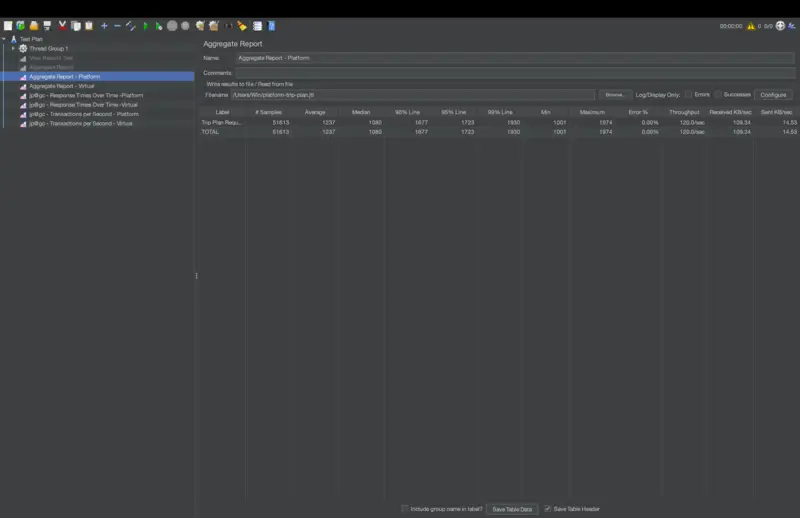 00:00:00 0 0/0
Test Plan
Thread Group 1
View Results Tree
Aggregate Report
Aggregate Report - Platform
Aggregate Report - Virtual
jp@gc - Response Times Over Time -Platform
jp@gc - Response Times Over Time -Virtual
jp@gc - Transactions per Second - Platform
jp@gc - Transactions per Second - Virtual
Aggregate Report
Name: Aggregate Report - Platform
Comments:
Write results to file / Read from file
Filename /Users/Win/platform-trip-plan.jtl Browse... Log/Display Only: Errors Successes Configure
Label # Samples Average Median 90% Line 95% Line 99% Line Min Maximum Error % Throughput Received KB/sec Sent KB/sec
Trip Plan Requ... 51613 1237 1080 1677 1723 1930 1001 1974 0.00% 120.0/sec 109.34 14.53
TOTAL 51613 1237 1080 1677 1723 1930 1001 1974 0.00% 120.0/sec 109.34 14.53
Include group name in label? Save Table Data Save Table Header